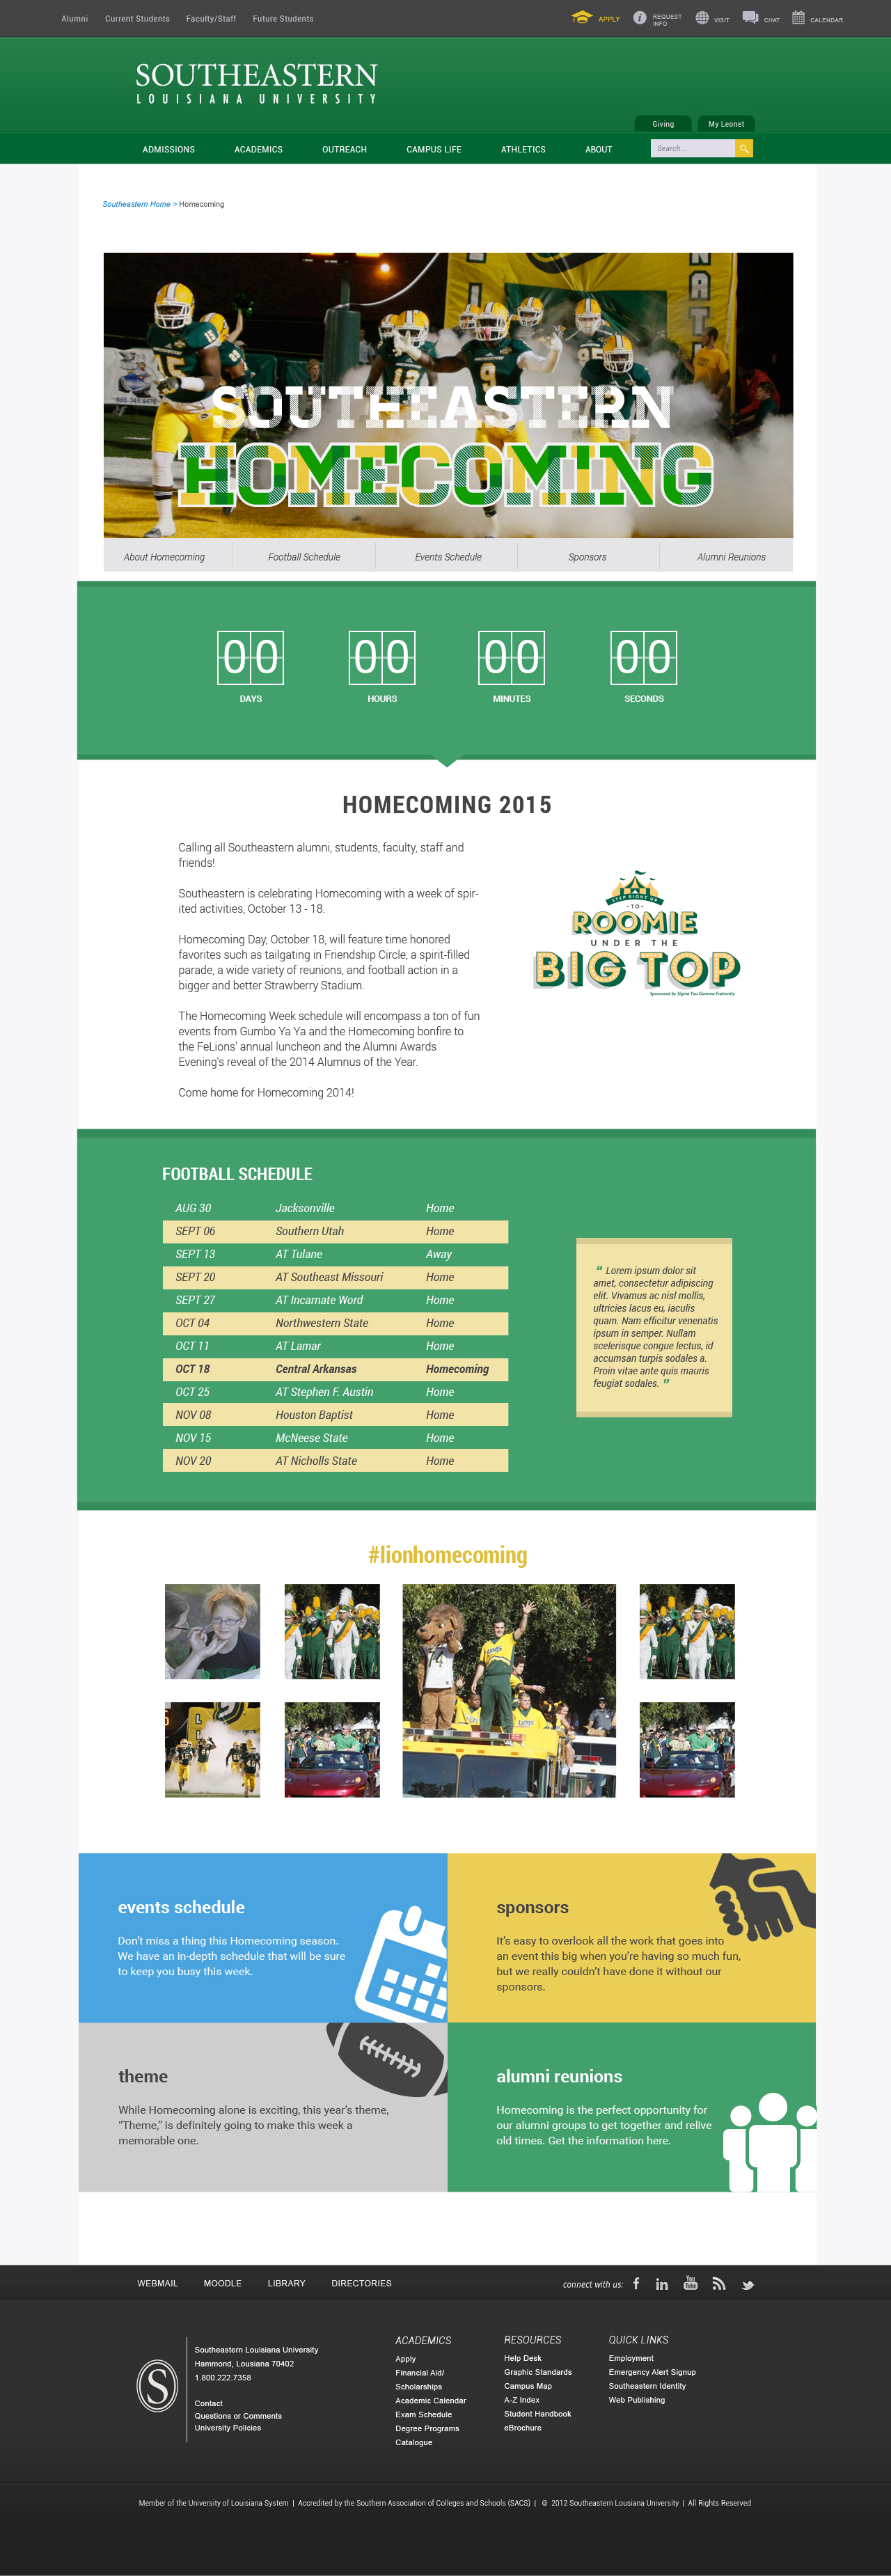 Alumni Current Students Faculty/Staff Future Students
APPLY REQUEST INFO VISIT CHAT CALENDAR
SOUTHEASTERN
LOUISIANA UNIVERSITY
Giving My Leonet
ADMISSIONS ACADEMICS OUTREACH CAMPUS LIFE ATHLETICS ABOUT Search...
Southeastern Home > Homecoming
SOUTHEASTERN
HOMECOMING
About Homecoming Football Schedule Events Schedule Sponsors Alumni Reunions
00 00 00 00
DAYS HOURS MINUTES SECONDS
HOMECOMING 2015
Calling all Southeastern alumni, students, faculty, staff and
friends!
Southeastern is celebrating Homecoming with a week of spir-
ited activities, October 13 - 18.
Homecoming Day, October 18, will feature time honored
favorites such as tailgating in Friendship Circle, a spirit-filled
parade, a wide variety of reunions, and football action in a
bigger and better Strawberry Stadium.
The Homecoming Week schedule will encompass a ton of fun
events from Gumbo Ya Ya and the Homecoming bonfire to
the FeLions' annual luncheon and the Alumni Awards
Evening's reveal of the 2014 Alumnus of the Year.
Come home for Homecoming 2014!
STEP RIGHT UP
-TO-
ROOMIE
UNDER THE
BIG TOP
Sponsored by Sigma Tau Gamma Fraternity
FOOTBALL SCHEDULE
AUG 30 Jacksonville Home
SEPT 06 Southern Utah Home
SEPT 13 AT Tulane Away
SEPT 20 AT Southeast Missouri Home
SEPT 27 AT Incarnate Word Home
OCT 04 Northwestern State Home
OCT 11 AT Lamar Home
OCT 18 Central Arkansas Homecoming
OCT 25 AT Stephen F. Austin Home
NOV 08 Houston Baptist Home
NOV 15 McNeese State Home
NOV 20 AT Nicholls State Home
“ Lorem ipsum dolor sit
amet, consectetur adipiscing
elit. Vivamus ac nisl mollis,
ultricies lacus eu, iaculis
quam. Nam efficitur venenatis
ipsum in semper. Nullam
scelerisque congue lectus, id
accumsan turpis sodales a.
Proin vitae ante quis mauris
feugiat sodales. ”
#lionhomecoming
events schedule
Don't miss a thing this Homecoming season.
We have an in-depth schedule that will be sure
to keep you busy this week.
sponsors
It's easy to overlook all the work that goes into
an event this big when you're having so much fun,
but we really couldn't have done it without our
sponsors.
theme
While Homecoming alone is exciting, this year's theme,
“Theme,” is definitely going to make this week a
memorable one.
alumni reunions
Homecoming is the perfect opportunity for
our alumni groups to get together and relive
old times. Get the information here.
WEBMAIL MOODLE LIBRARY DIRECTORIES
connect with us:
S
Southeastern Louisiana University
Hammond, Lousiana 70402
1.800.222.7358
Contact
Questions or Comments
University Policies
ACADEMICS
Apply
Financial Aid/
Scholarships
Academic Calendar
Exam Schedule
Degree Programs
Catalogue
RESOURCES
Help Desk
Graphic Standards
Campus Map
A-Z Index
Student Handbook
eBrochure
QUICK LINKS
Employment
Emergency Alert Signup
Southeastern Identity
Web Publishing
Member of the University of Louisiana System | Accredited by the Southern Association of Colleges and Schools (SACS) | © 2012 Southeastern Lousiana University | All Rights Reserved